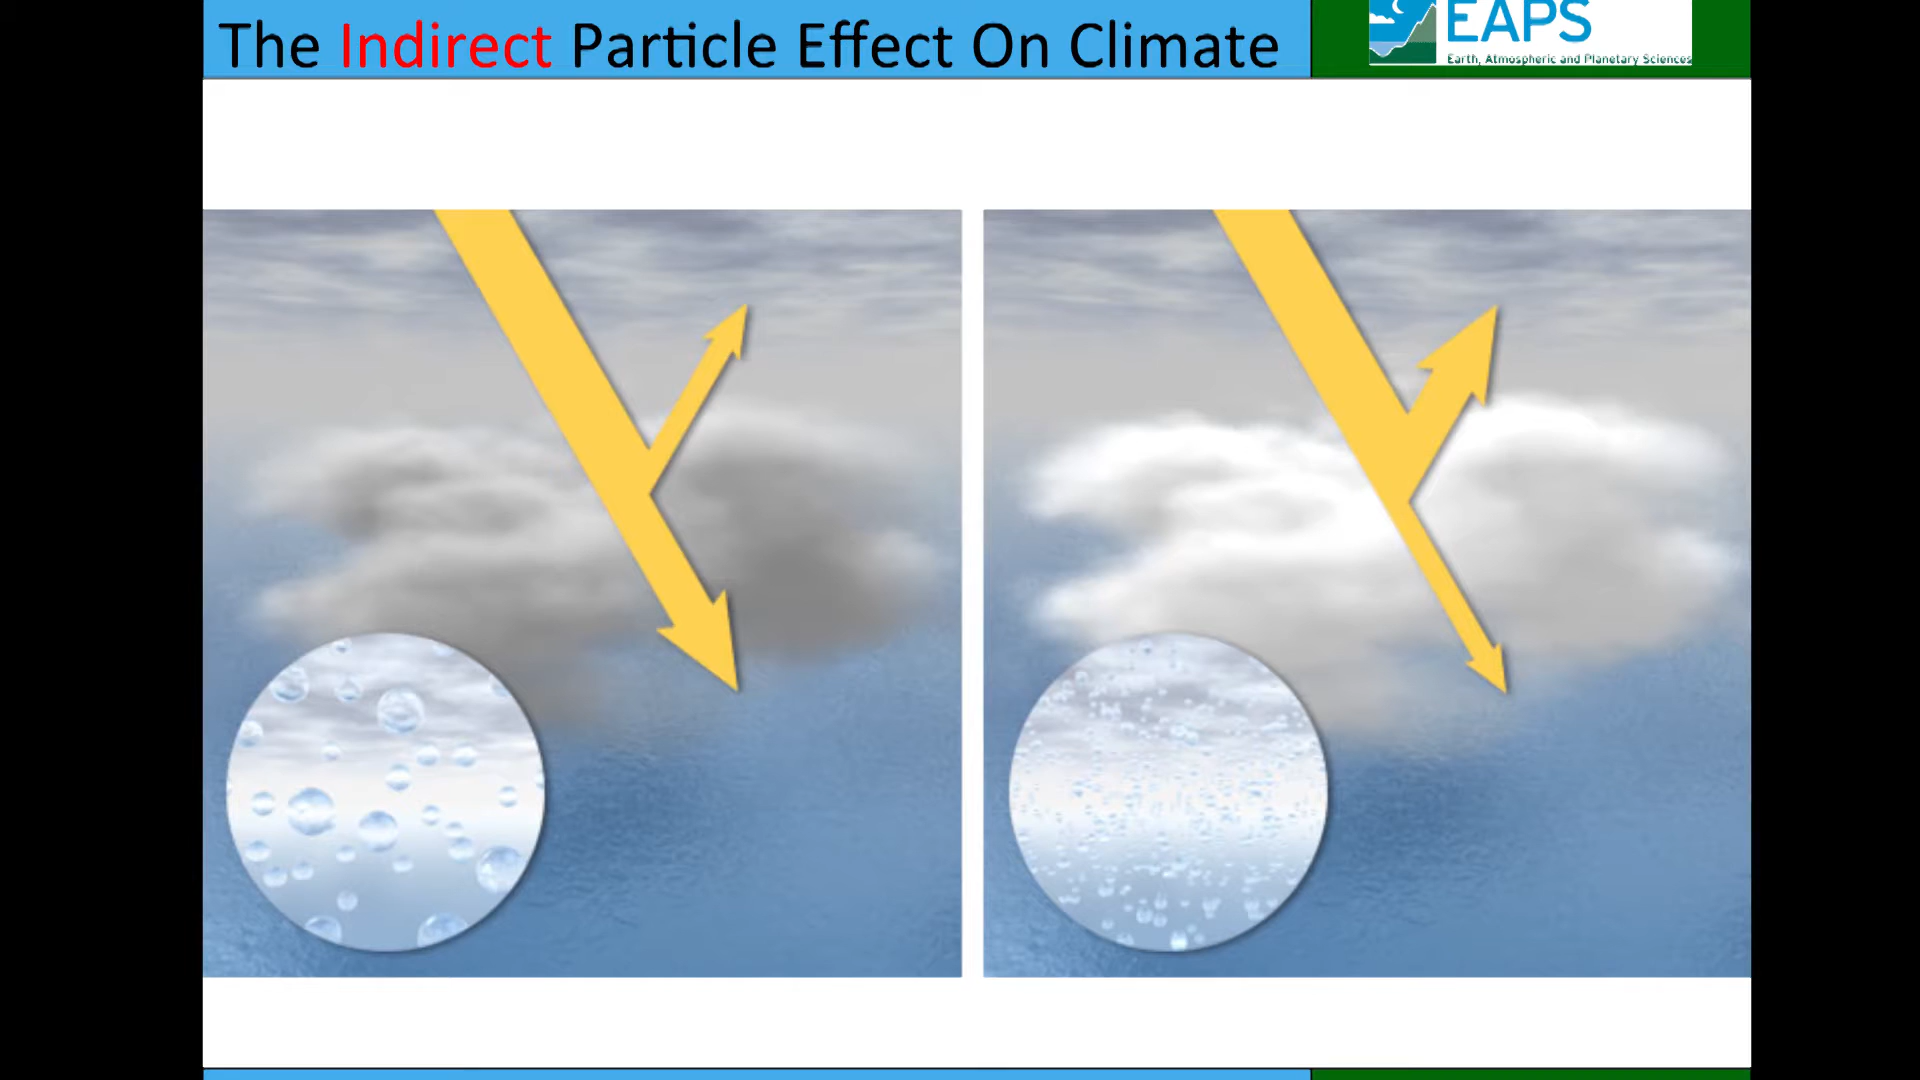 The Indirect Particle Effect On Climate
EAPS
Earth, Atmospheric and Planetary Sciences